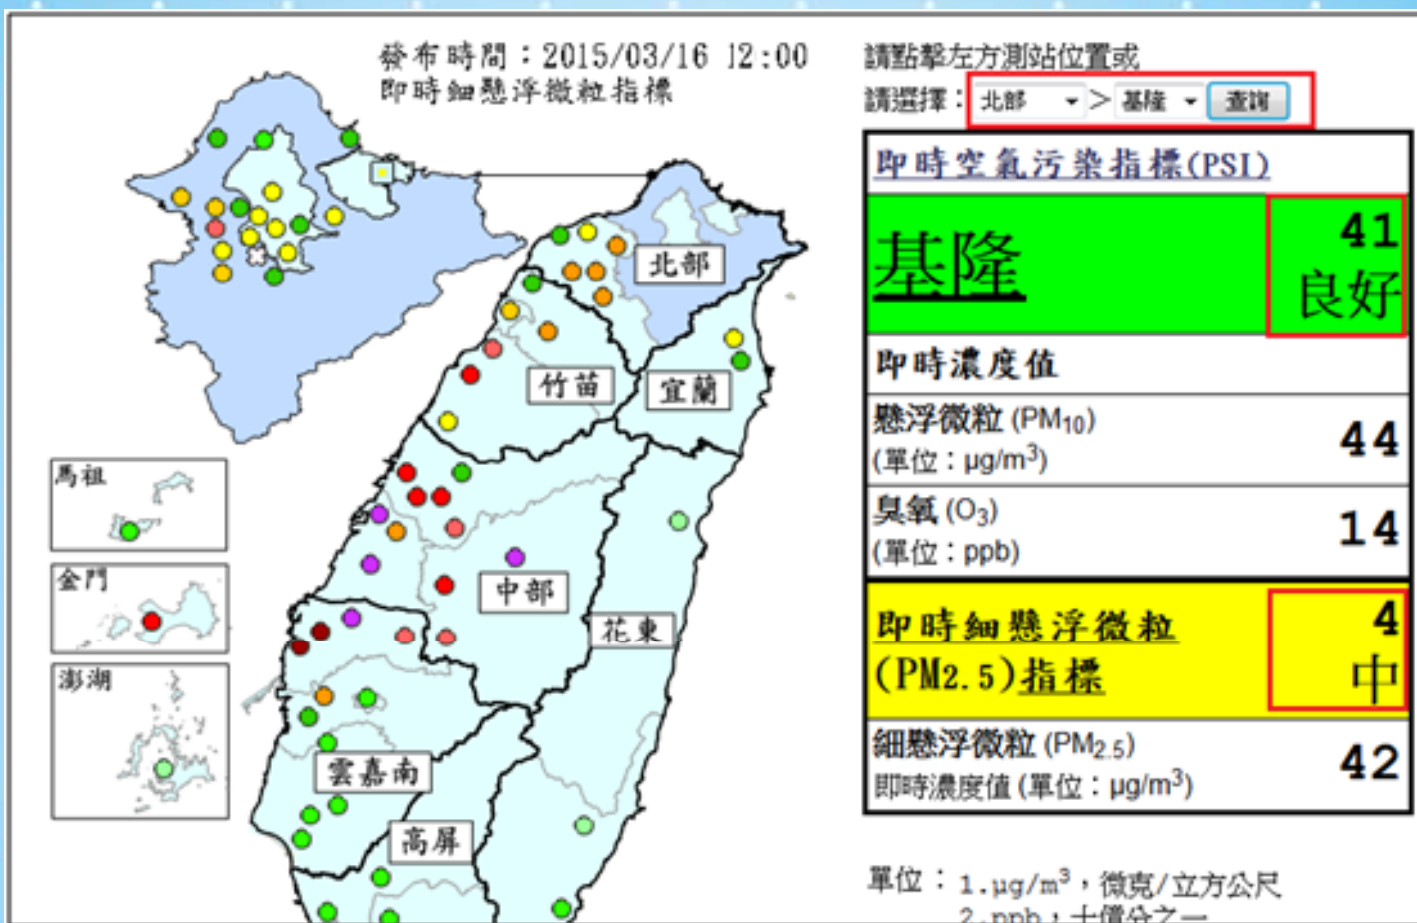 發布時間：2015/03/16 12:00
即時細懸浮微粒指標
請點擊左方測站位置或
請選擇：北部 > 基隆 查詢
即時空氣污染指標(PSI)
基隆 41 良好
即時濃度值
懸浮微粒 (PM10)
(單位：μg/m³)
44
臭氧 (O3)
(單位：ppb)
14
即時細懸浮微粒
(PM2.5)指標
4
中
細懸浮微粒 (PM2.5)
即時濃度值 (單位：μg/m³)
42
單位：1.μg/m³，微克/立方公尺
2.ppb，十億分之一
北部
竹苗
宜蘭
馬祖
金門
中部
花東
澎湖
雲嘉南
高屏